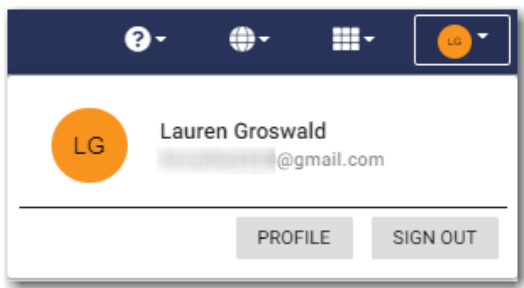 ?
LG
LG
Lauren Groswald
@gmail.com
PROFILE
SIGN OUT